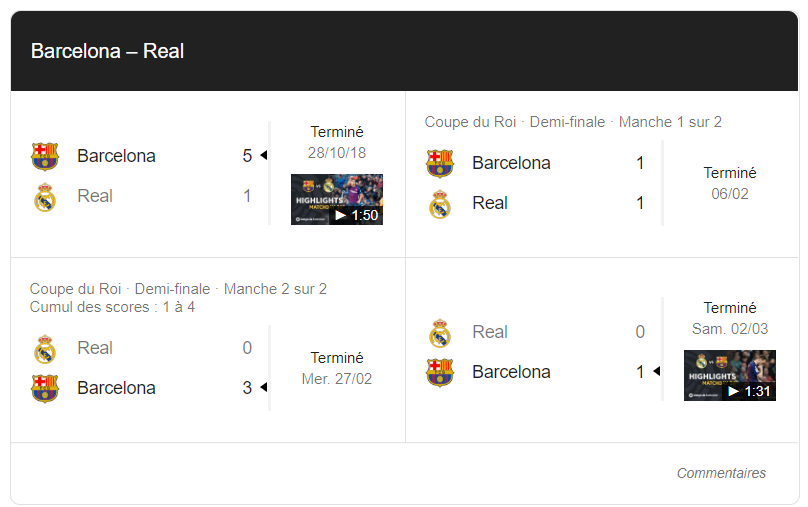 Barcelona – Real
Barcelona 5
Real 1
Terminé
28/10/18
HIGHLIGHTS
1:50
Coupe du Roi · Demi-finale · Manche 1 sur 2
Barcelona 1
Real 1
Terminé
06/02
Coupe du Roi · Demi-finale · Manche 2 sur 2
Cumul des scores : 1 à 4
Real 0
Barcelona 3
Terminé
Mer. 27/02
Real 0
Barcelona 1
Terminé
Sam. 02/03
HIGHLIGHTS
1:31
Commentaires